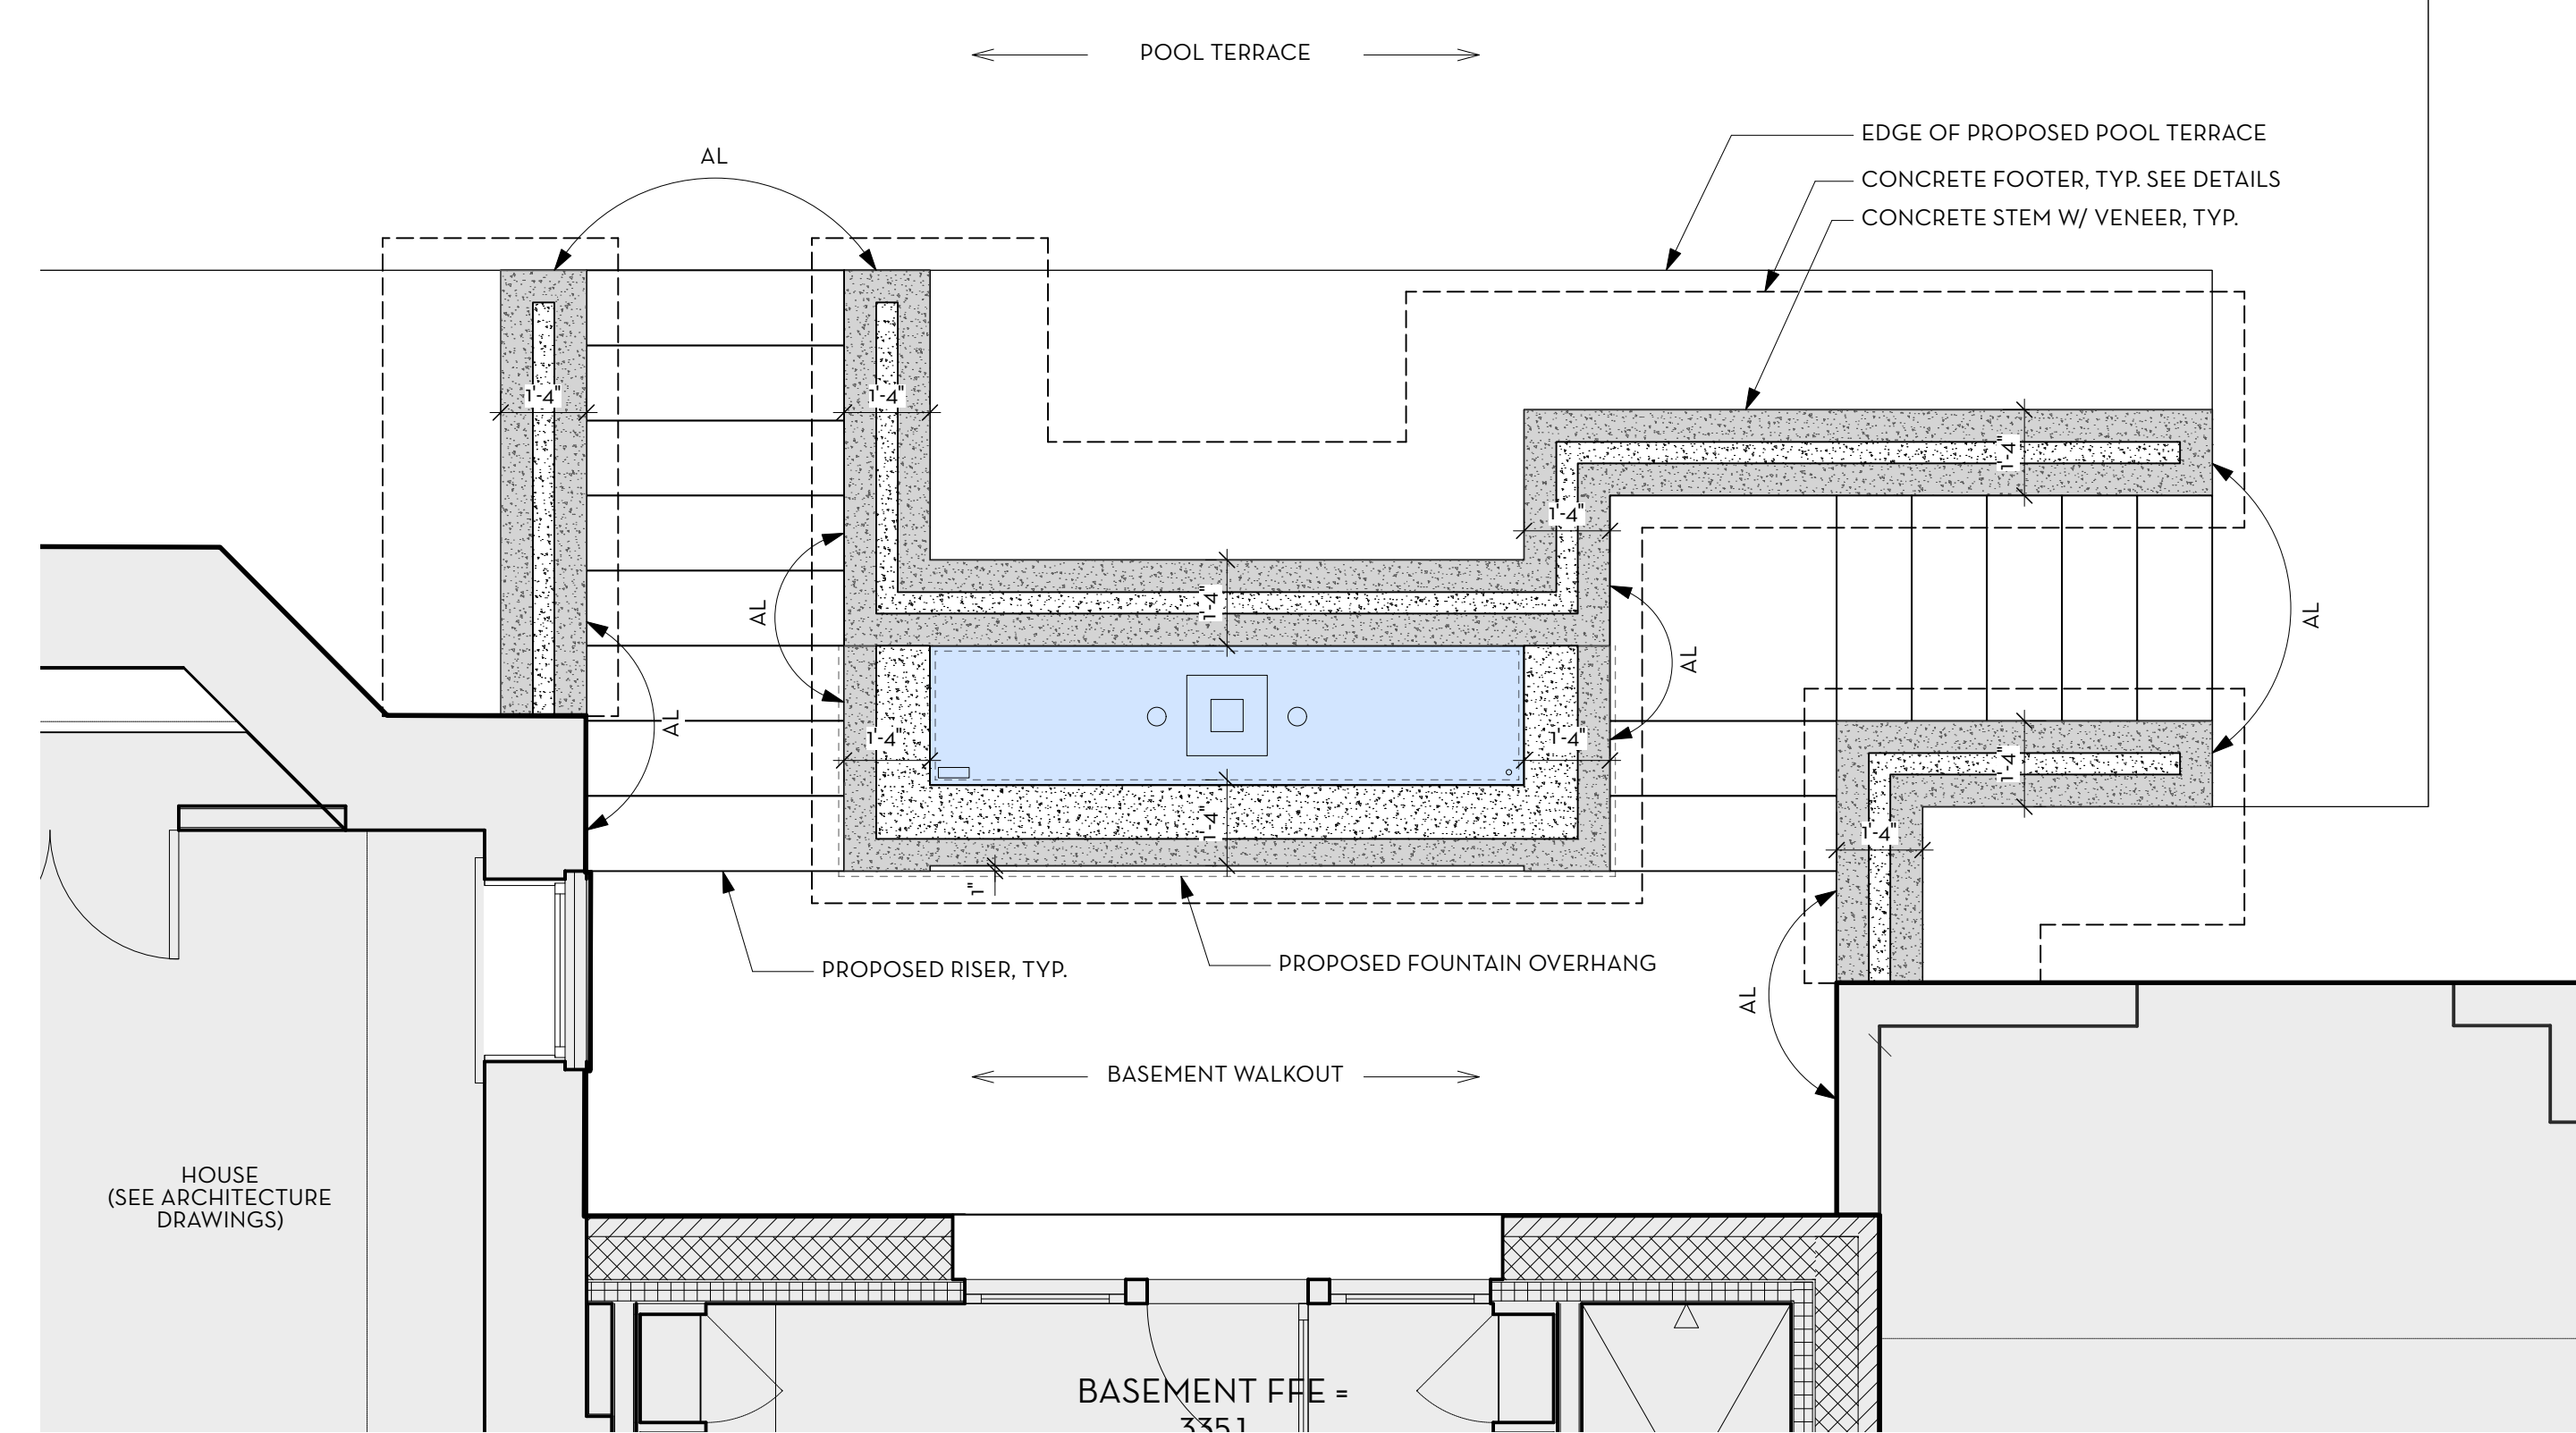 POOL TERRACE
EDGE OF PROPOSED POOL TERRACE
AL
CONCRETE FOOTER, TYP. SEE DETAILS
CONCRETE STEM W/ VENEER, TYP.
1'-4"
1'-4"
1'-4"
1'-4"
AL
1'-4"
AL
AL
AL
1'-4"
1'-4"
1'-4"
1'-4"
1'-4"
AL
1"
PROPOSED RISER, TYP.
PROPOSED FOUNTAIN OVERHANG
AL
BASEMENT WALKOUT
HOUSE
(SEE ARCHITECTURE
DRAWINGS)
BASEMENT FFE =
335.1